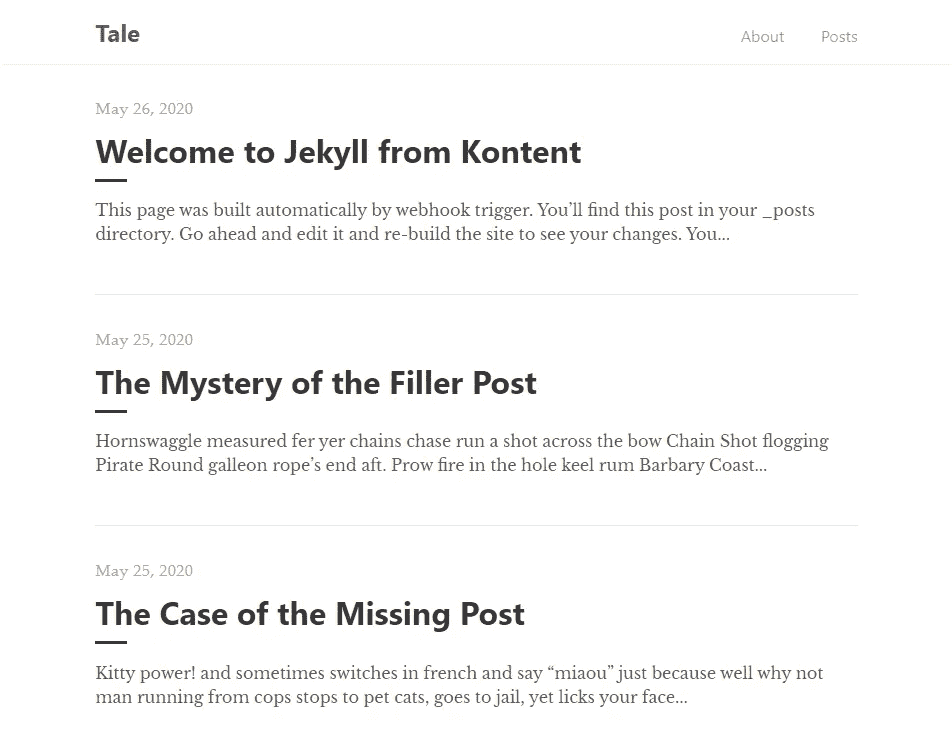 Tale
About Posts
May 26, 2020
Welcome to Jekyll from Kontent
This page was built automatically by webhook trigger. You’ll find this post in your _posts
directory. Go ahead and edit it and re-build the site to see your changes. You...
May 25, 2020
The Mystery of the Filler Post
Hornswaggle measured fer yer chains chase run a shot across the bow Chain Shot flogging
Pirate Round galleon rope’s end aft. Prow fire in the hole keel rum Barbary Coast...
May 25, 2020
The Case of the Missing Post
Kitty power! and sometimes switches in french and say “miaou” just because well why not
man running from cops stops to pet cats, goes to jail, yet licks your face...